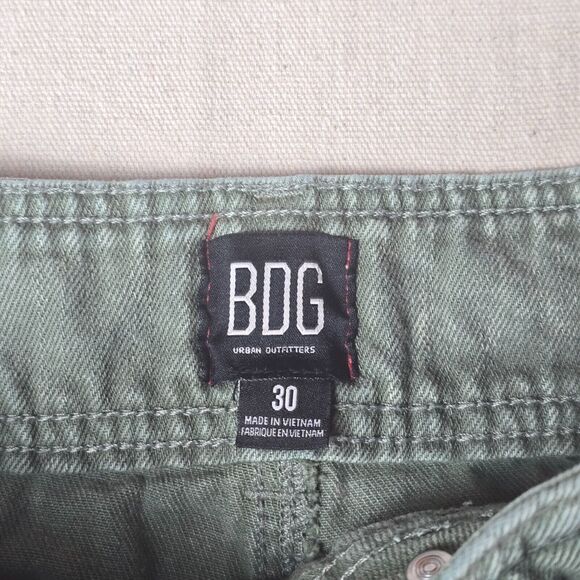 BDG
URBAN OUTFITTERS
30
MADE IN VIETNAM
FABRIQUE EN VIETNAM